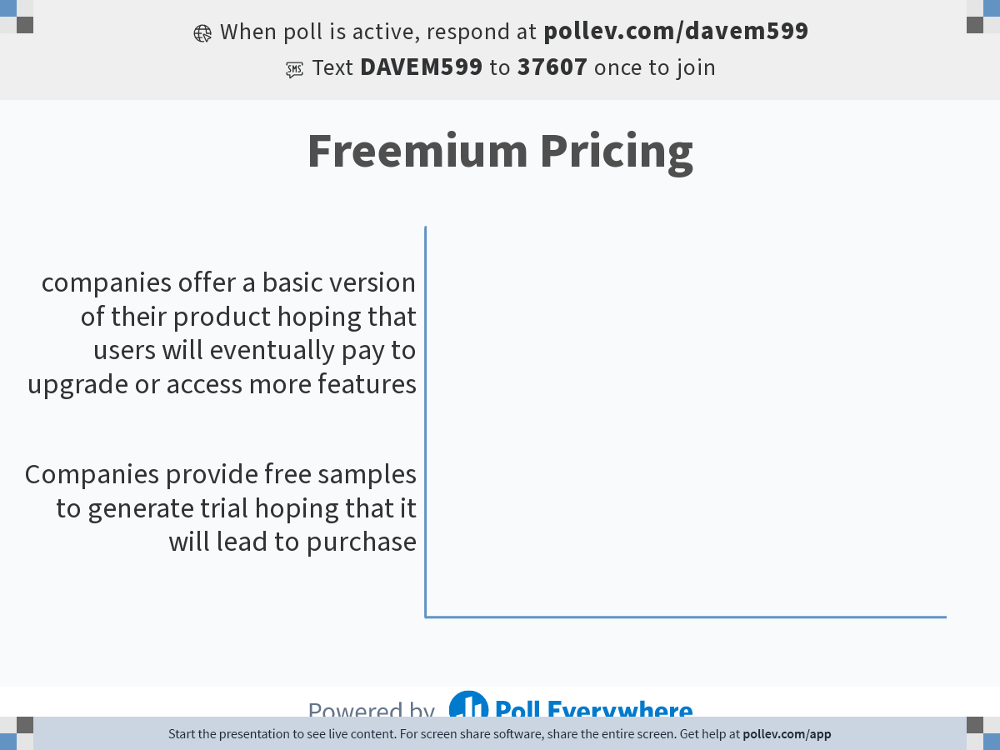 When poll is active, respond at pollev.com/davem599
SMS Text DAVEM599 to 37607 once to join
Freemium Pricing
companies offer a basic version
of their product hoping that
users will eventually pay to
upgrade or access more features
Companies provide free samples
to generate trial hoping that it
will lead to purchase
Powered by Poll Everywhere
Start the presentation to see live content. For screen share software, share the entire screen. Get help at pollev.com/app